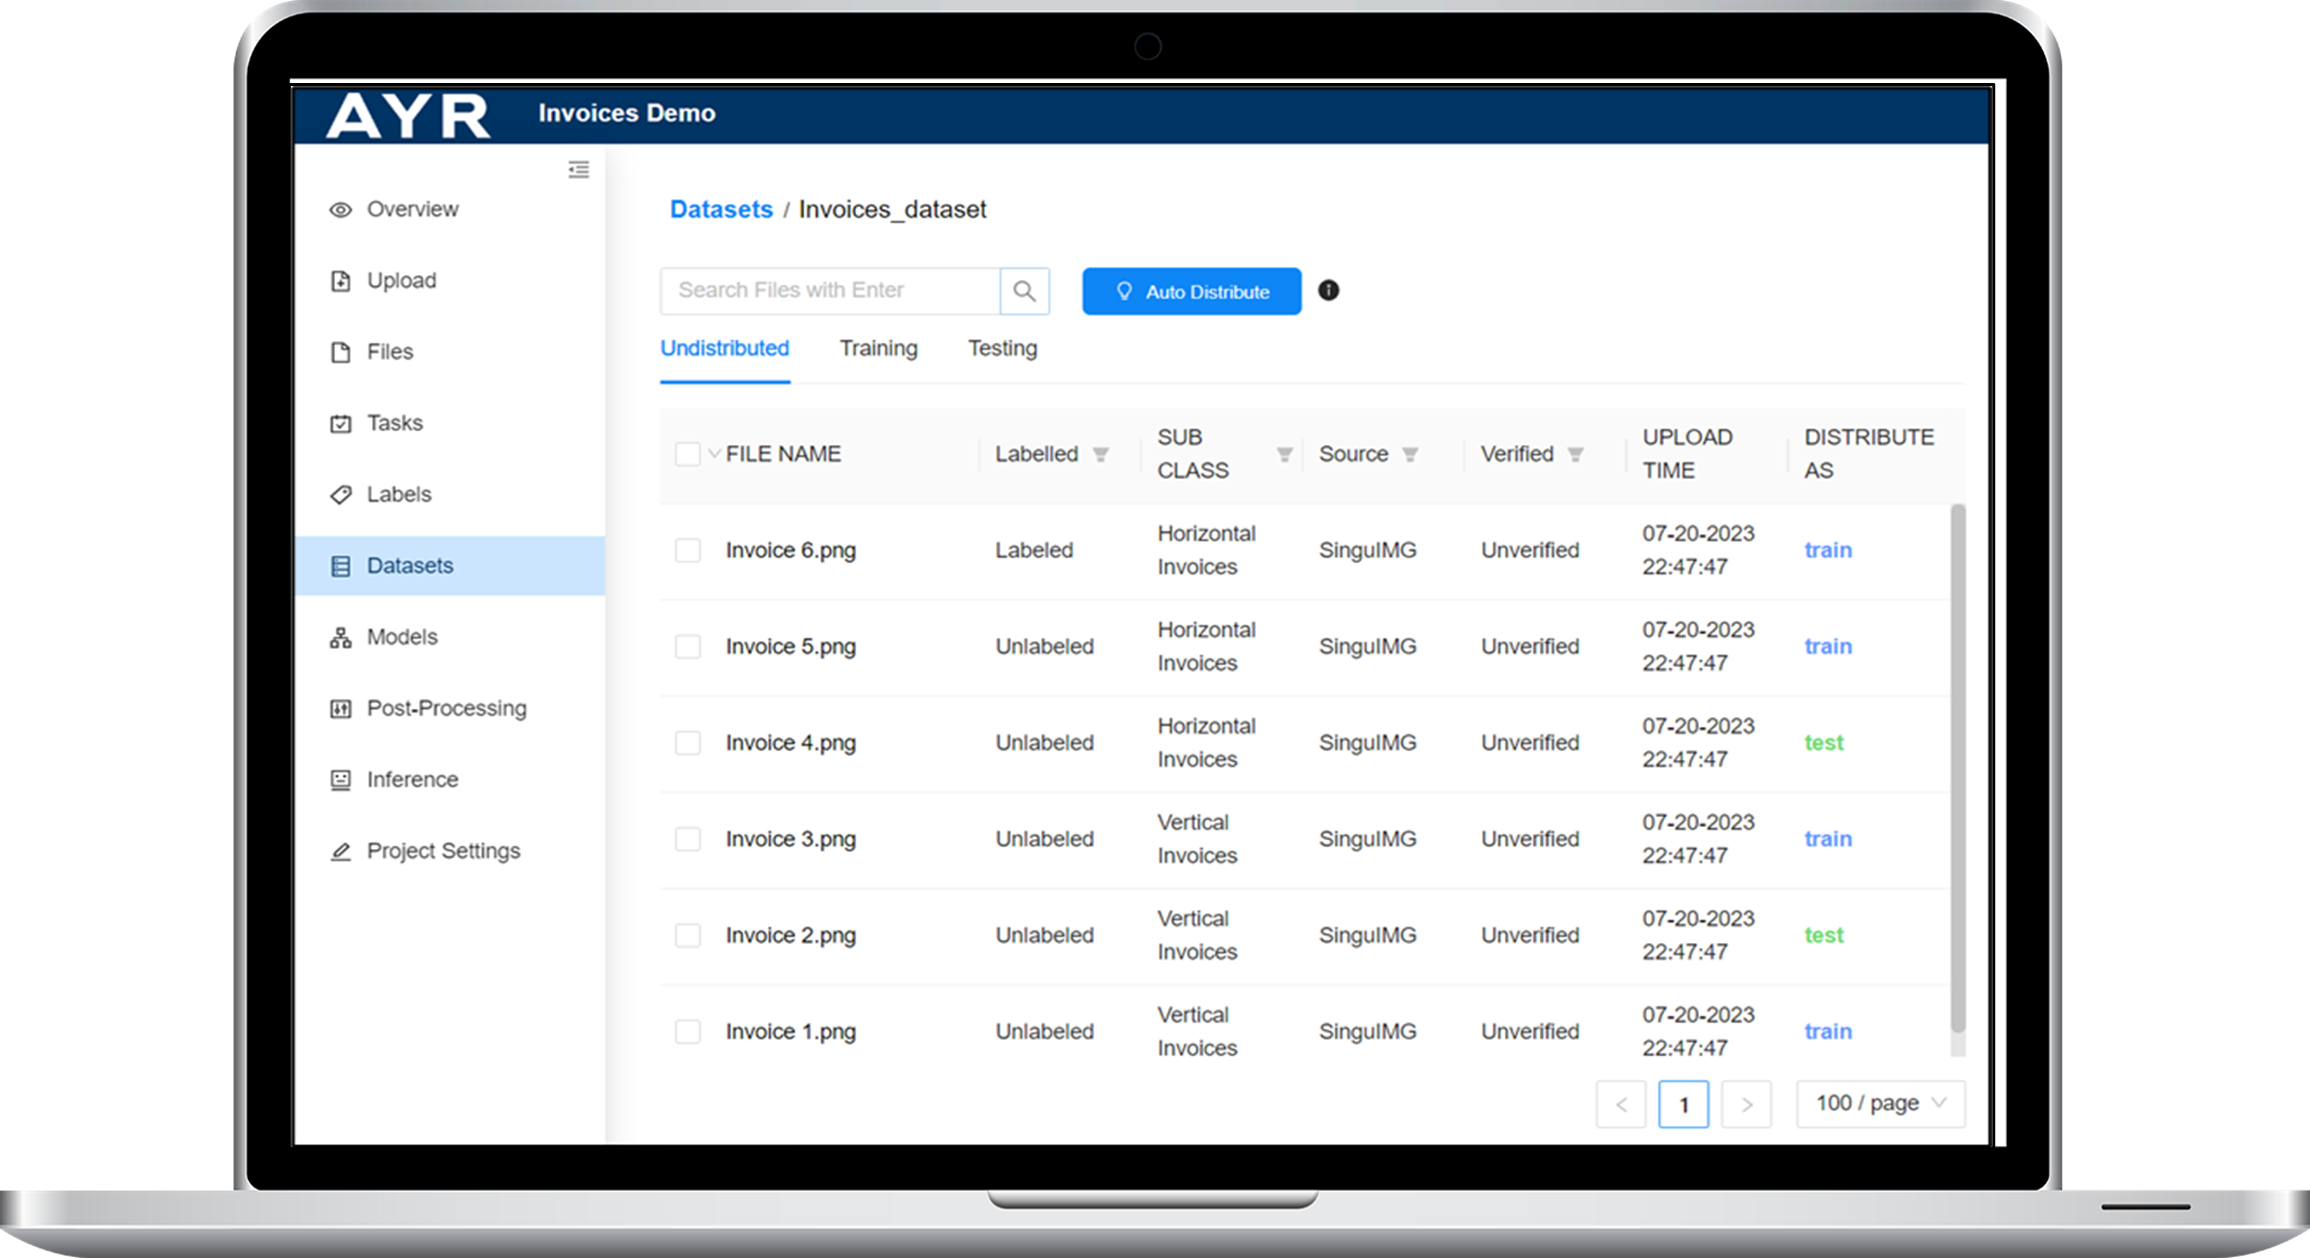 AYR
Invoices Demo
Overview
Upload
Files
Tasks
Labels
Datasets
Models
Post-Processing
Inference
Project Settings
Datasets / Invoices_dataset
Search Files with Enter
Auto Distribute
Undistributed Training Testing
FILE NAME Labelled SUB CLASS Source Verified UPLOAD TIME DISTRIBUTE AS
Invoice 6.png Labeled Horizontal Invoices SinguIMG Unverified 07-20-2023 22:47:47 train
Invoice 5.png Unlabeled Horizontal Invoices SinguIMG Unverified 07-20-2023 22:47:47 train
Invoice 4.png Unlabeled Horizontal Invoices SinguIMG Unverified 07-20-2023 22:47:47 test
Invoice 3.png Unlabeled Vertical Invoices SinguIMG Unverified 07-20-2023 22:47:47 train
Invoice 2.png Unlabeled Vertical Invoices SinguIMG Unverified 07-20-2023 22:47:47 test
Invoice 1.png Unlabeled Vertical Invoices SinguIMG Unverified 07-20-2023 22:47:47 train
< 1 > 100 / page